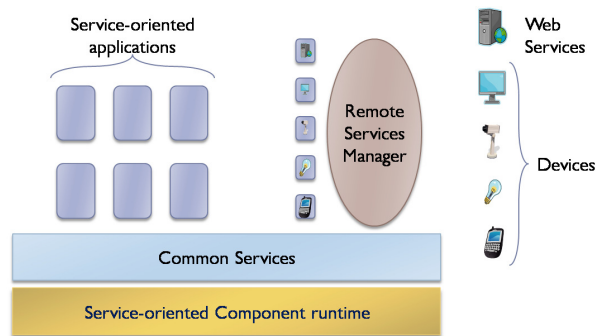 Service-oriented
applications
Remote
Services
Manager
Web
Services
Devices
Common Services
Service-oriented Component runtime